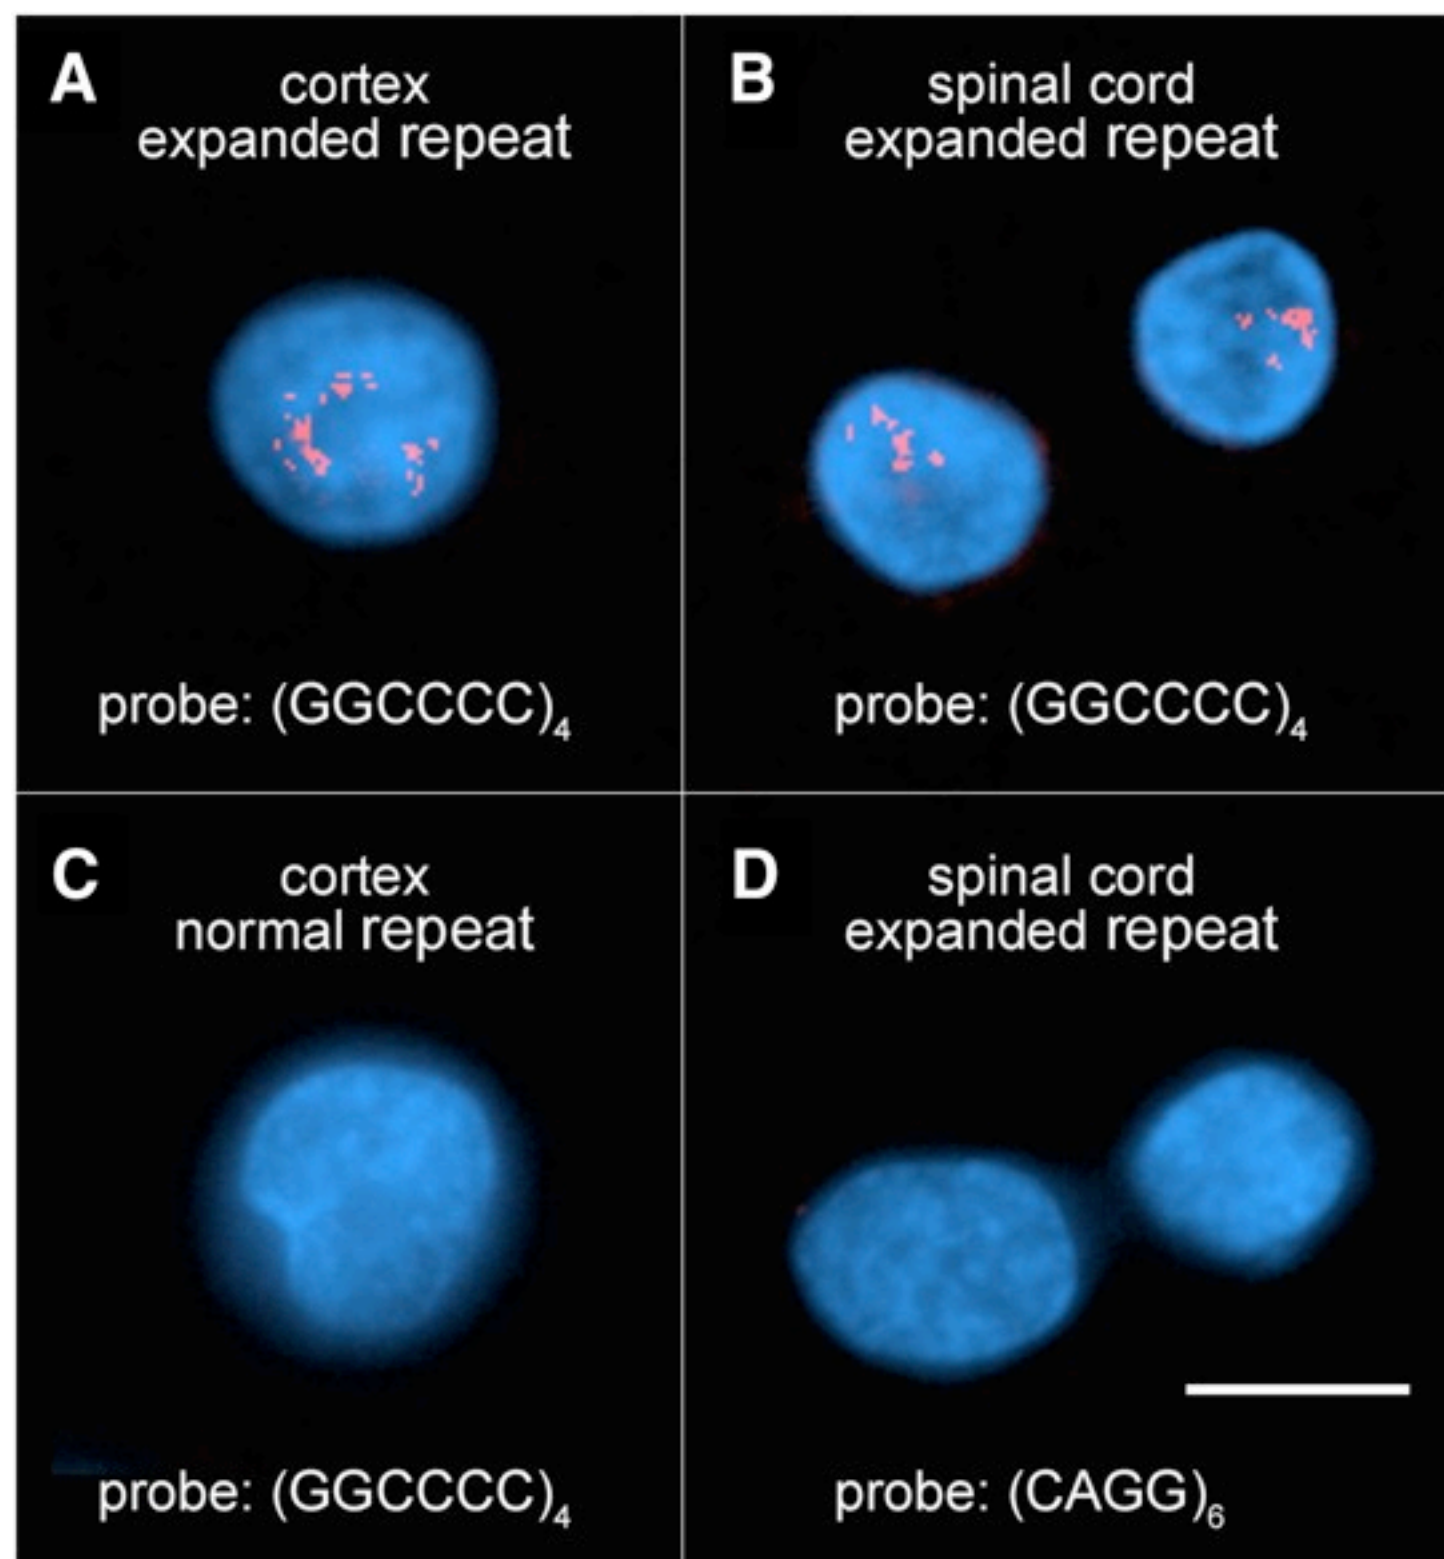 A
cortex
expanded repeat
probe: (GGCCCC)₄
B
spinal cord
expanded repeat
probe: (GGCCCC)₄
C
cortex
normal repeat
probe: (GGCCCC)₄
D
spinal cord
expanded repeat
probe: (CAGG)₆